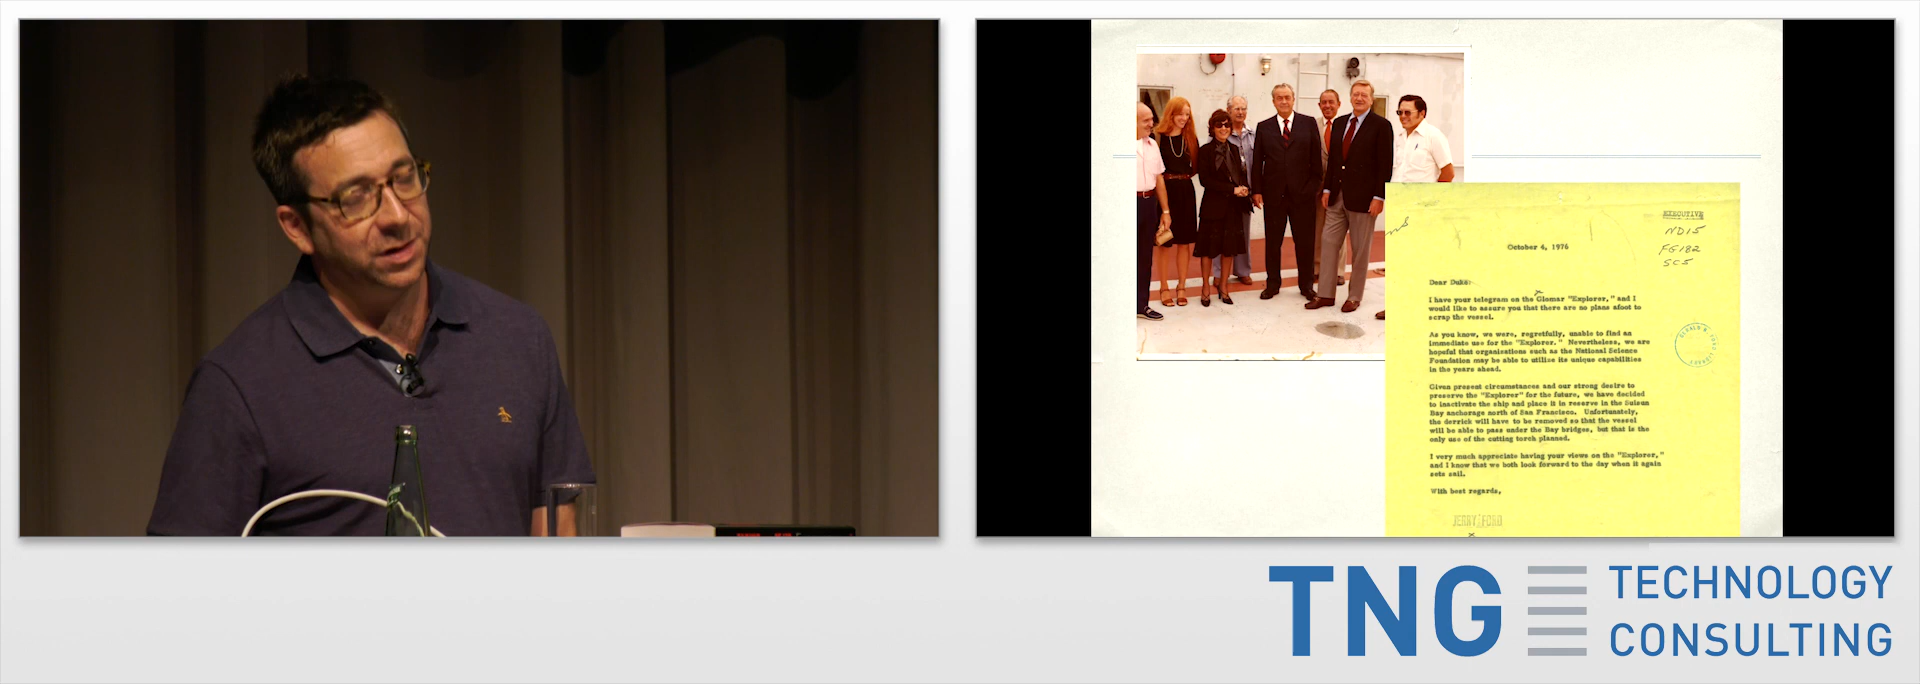 EXECUTIVE
ND15
FG182
SC5
October 4, 1976
Dear Duke:
I have your telegram on the Glomar "Explorer," and I
would like to assure you that there are no plans afoot to
scrap the vessel.
As you know, we were, regretfully, unable to find an
immediate use for the "Explorer." Nevertheless, we are
hopeful that organizations such as the National Science
Foundation may be able to utilize its unique capabilities
in the years ahead.
Given present circumstances and our strong desire to
preserve the "Explorer" for the future, we have decided
to inactivate the ship and place it in reserve in the Suisun
Bay anchorage north of San Francisco. Unfortunately,
the derrick will have to be removed so that the vessel
will be able to pass under the Bay bridges, but that is the
only use of the cutting torch planned.
I very much appreciate having your views on the "Explorer,"
and I know that we both look forward to the day when it again
sets sail.
With best regards,
JERRY FORD
x
TNG TECHNOLOGY
CONSULTING